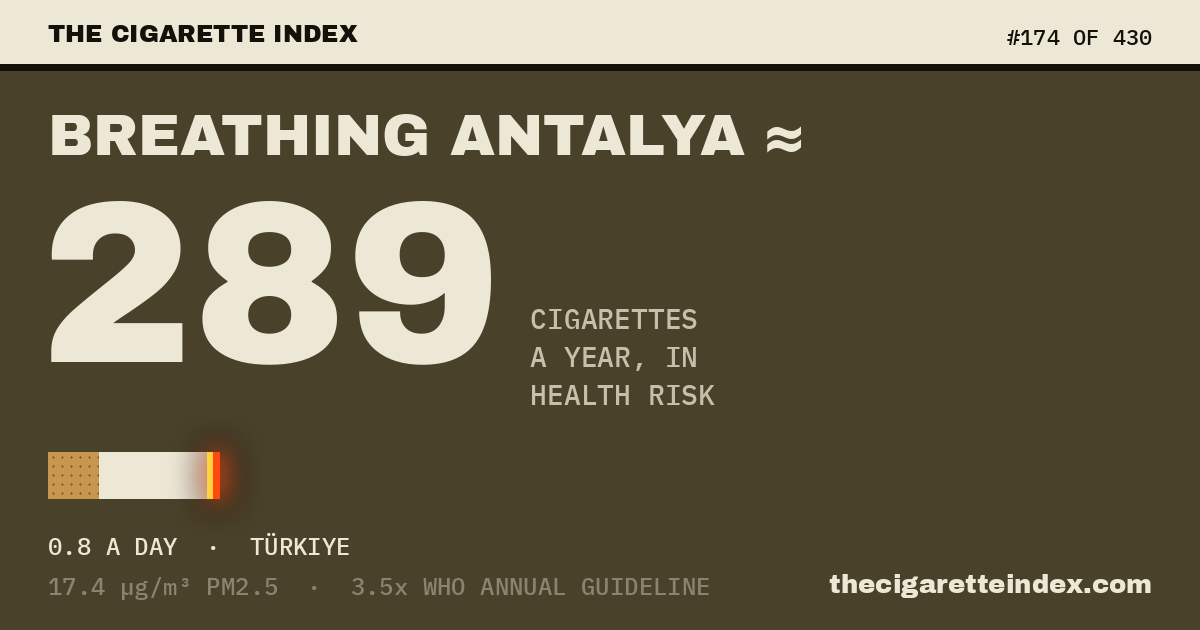 THE CIGARETTE INDEX
#174 OF 430
BREATHING ANTALYA ≈
289
CIGARETTES
A YEAR, IN
HEALTH RISK
0.8 A DAY · TÜRKIYE
17.4 µg/m³ PM2.5 · 3.5x WHO ANNUAL GUIDELINE
thecigaretteindex.com